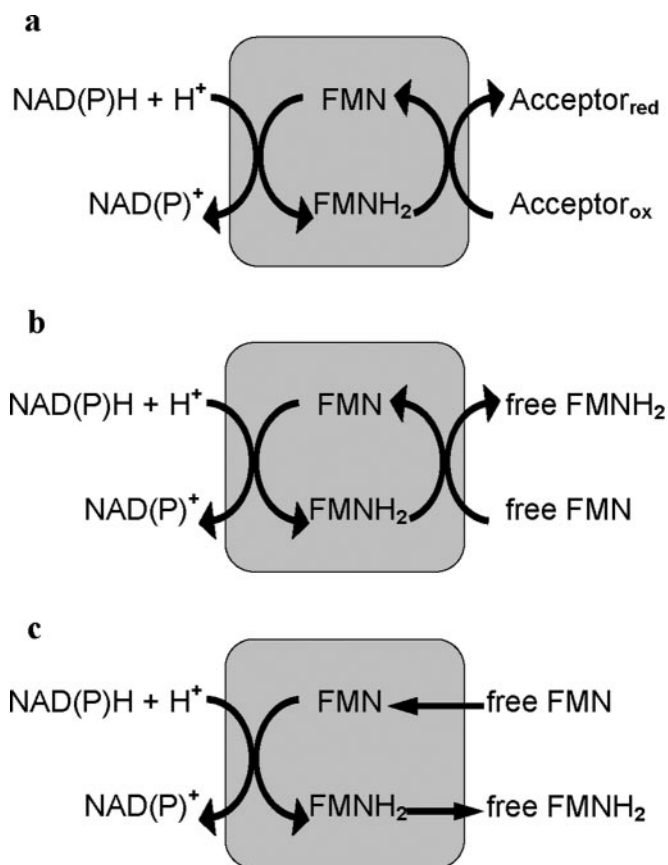 a
NAD(P)H + H⁺ FMN Acceptor_red
NAD(P)⁺ FMNH₂ Acceptor_ox
b
NAD(P)H + H⁺ FMN free FMNH₂
NAD(P)⁺ FMNH₂ free FMN
c
NAD(P)H + H⁺ FMN free FMN
NAD(P)⁺ FMNH₂ free FMNH₂